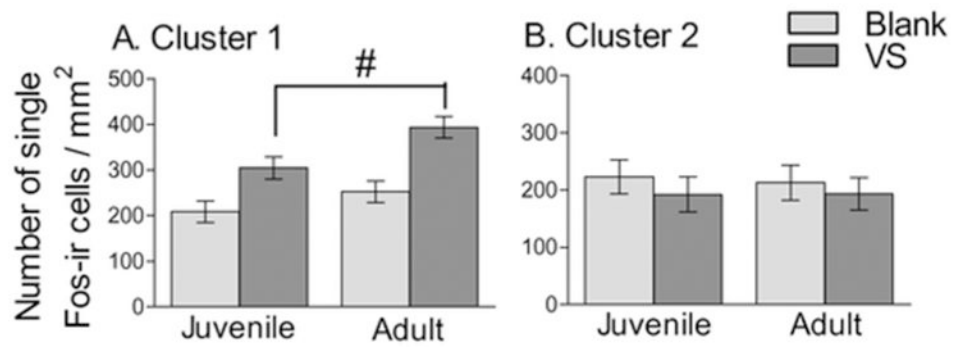 A. Cluster 1
B. Cluster 2
Blank
VS
#
Number of single
Fos-ir cells / mm²
500
400
300
200
100
0
Juvenile
Adult
400
300
200
100
0
Juvenile
Adult